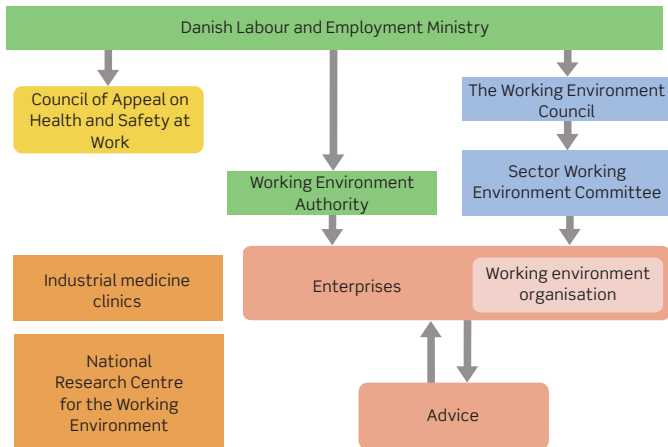 Danish Labour and Employment Ministry
Council of Appeal on
Health and Safety at
Work
The Working Environment
Council
Working Environment
Authority
Sector Working
Environment Committee
Industrial medicine
clinics
Enterprises
Working environment
organisation
National
Research Centre
for the Working
Environment
Advice